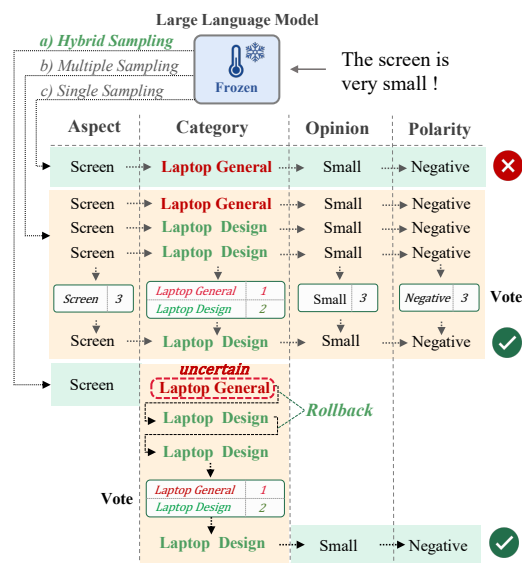 Large Language Model
a) Hybrid Sampling
b) Multiple Sampling
c) Single Sampling
Frozen
The screen is
very small !
Aspect Category Opinion Polarity
Screen Laptop General Small Negative
Screen Laptop General Small Negative
Screen Laptop Design Small Negative
Screen Laptop Design Small Negative
Screen 3 Laptop General 1 Small 3 Negative 3 Vote
Laptop Design 2
Screen Laptop Design Small Negative
Screen
uncertain
Laptop General
Laptop Design
Rollback
Laptop Design
Vote
Laptop General 1
Laptop Design 2
Laptop Design Small Negative